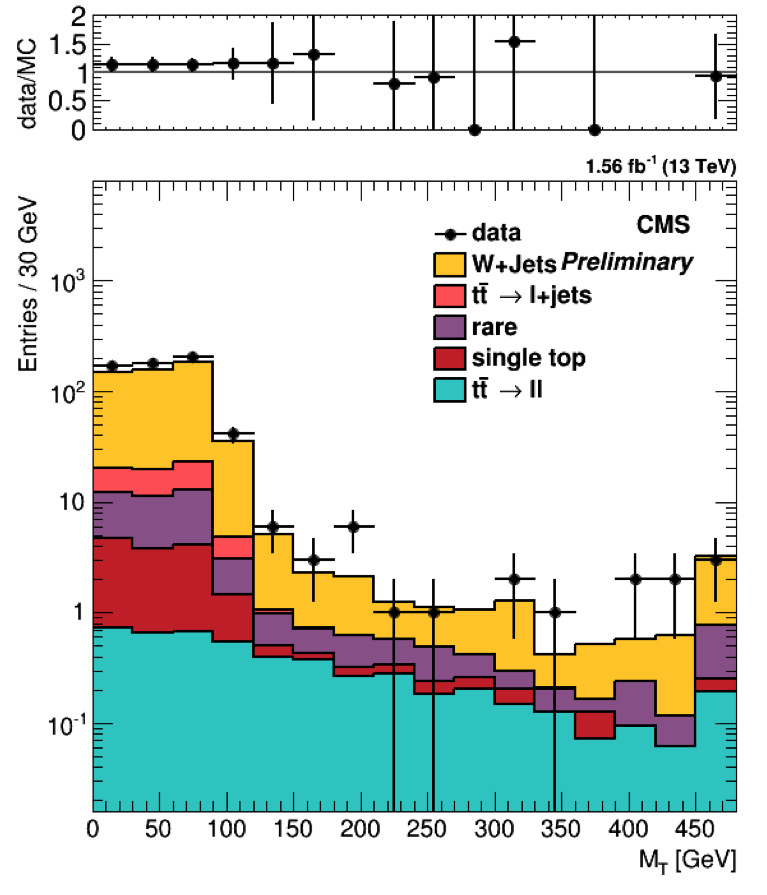 2
1.5
1
0.5
0
data/MC
1.56 fb⁻¹ (13 TeV)
CMS
Preliminary
data
W+Jets
tt̄ → l+jets
rare
single top
tt̄ → ll
Entries / 30 GeV
10³
10²
10
1
10⁻¹
0 50 100 150 200 250 300 350 400 450
M_T [GeV]